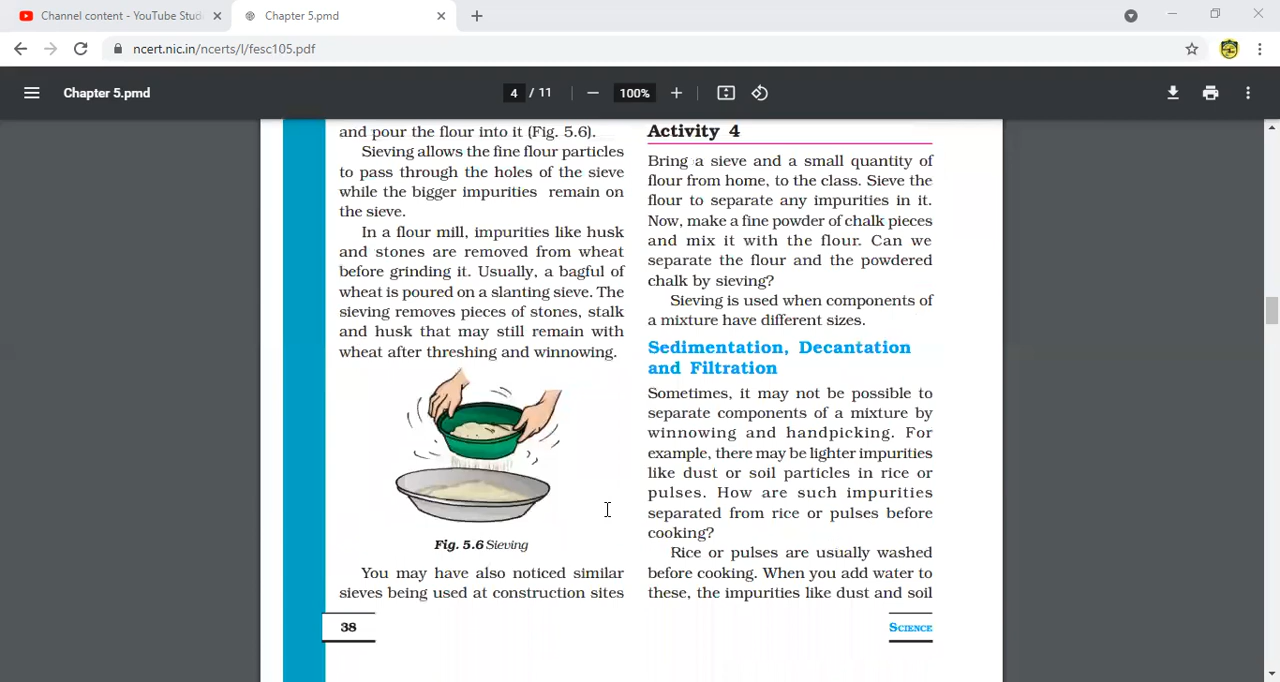 Channel content - YouTube Stud
Chapter 5.pmd
ncert.nic.in/ncerts/l/fesc105.pdf
Chapter 5.pmd
4 / 11
100%
and pour the flour into it (Fig. 5.6).
Sieving allows the fine flour particles
to pass through the holes of the sieve
while the bigger impurities remain on
the sieve.
In a flour mill, impurities like husk
and stones are removed from wheat
before grinding it. Usually, a bagful of
wheat is poured on a slanting sieve. The
sieving removes pieces of stones, stalk
and husk that may still remain with
wheat after threshing and winnowing.
Fig. 5.6 Sieving
You may have also noticed similar
sieves being used at construction sites
38
Activity 4
Bring a sieve and a small quantity of
flour from home, to the class. Sieve the
flour to separate any impurities in it.
Now, make a fine powder of chalk pieces
and mix it with the flour. Can we
separate the flour and the powdered
chalk by sieving?
Sieving is used when components of
a mixture have different sizes.
Sedimentation, Decantation
and Filtration
Sometimes, it may not be possible to
separate components of a mixture by
winnowing and handpicking. For
example, there may be lighter impurities
like dust or soil particles in rice or
pulses. How are such impurities
separated from rice or pulses before
cooking?
Rice or pulses are usually washed
before cooking. When you add water to
these, the impurities like dust and soil
SCIENCE